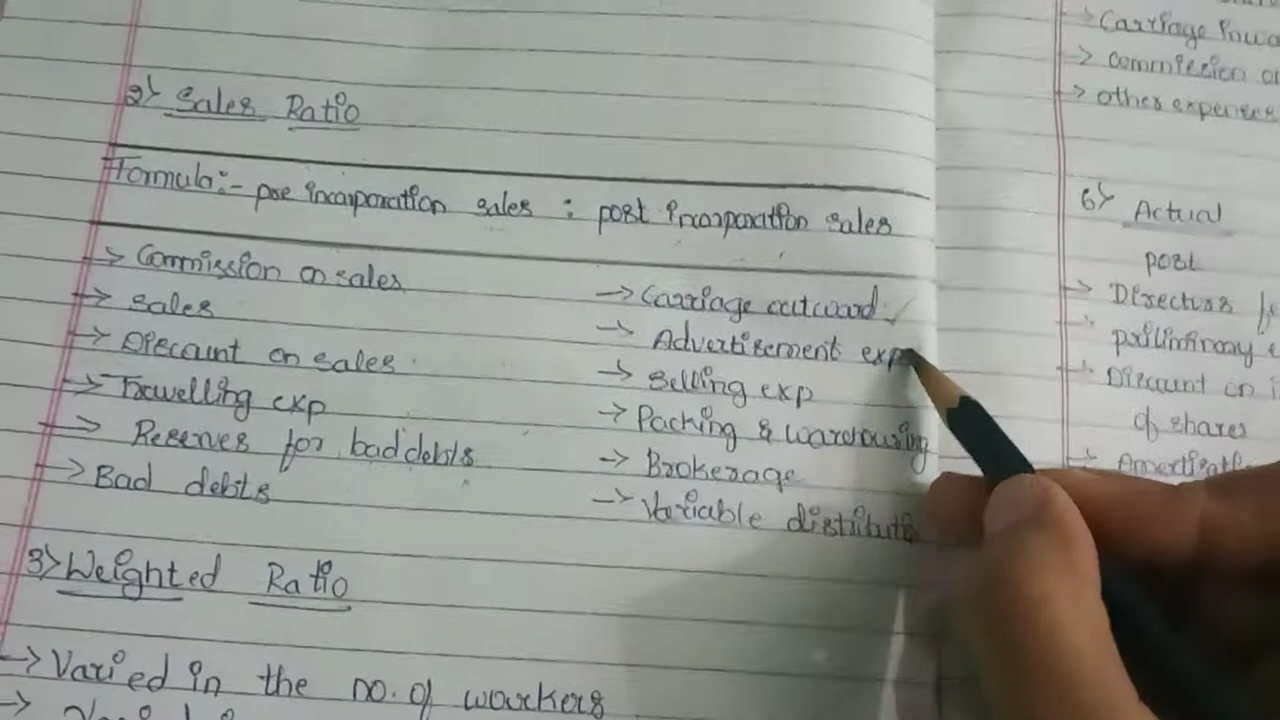 2) Sales Ratio
Formula:- pre incorporation sales : post incorporation sales
-> Commission on sales
-> sales
-> Discount on sales
-> Travelling exp
-> Reserves for bad debts
-> Bad debts
-> Carriage outward ✓
-> Advertisement exp
-> Selling exp
-> Packing & warehousing
-> Brokerage
-> Variable
3) Weighted Ratio
-> Varied in the no. of workers
-> Carriage
-> commission
-> other expenses
6) Actual
post
-> Directors
-> preliminary
-> Discount on
of shares